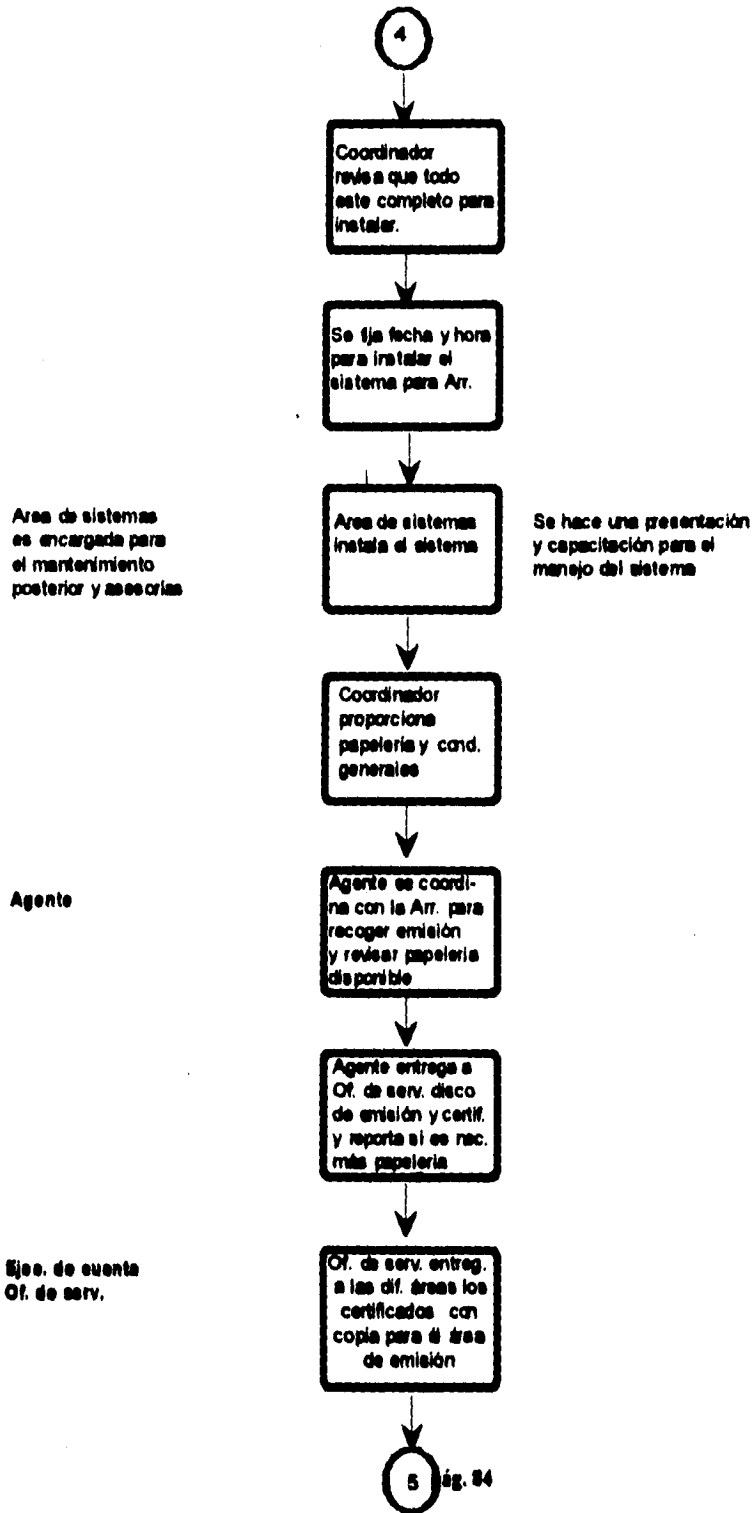 4
Coordinador
revisa que todo
este completo para
instalar.
Se fija fecha y hora
para instalar el
sistema para Arr.
Area de sistemas
es encargada para
el mantenimiento
posterior y asesorías
Area de sistemas
instala el sistema
Se hace una presentación
y capacitación para el
manejo del sistema
Coordinador
proporciona
papelería y cond.
generales
Agente
Agente se coordi-
na con la Arr. para
recoger emisión
y revisar papelería
disponible
Agente entrega a
Of. de serv. disco
de emisión y certif.
y reporta si es nec.
más papelería
Ejec. de cuenta
Of. de serv.
Of. de serv. entreg.
a las dif. áreas los
certificados con
copia para el área
de emisión
5 ág. 84